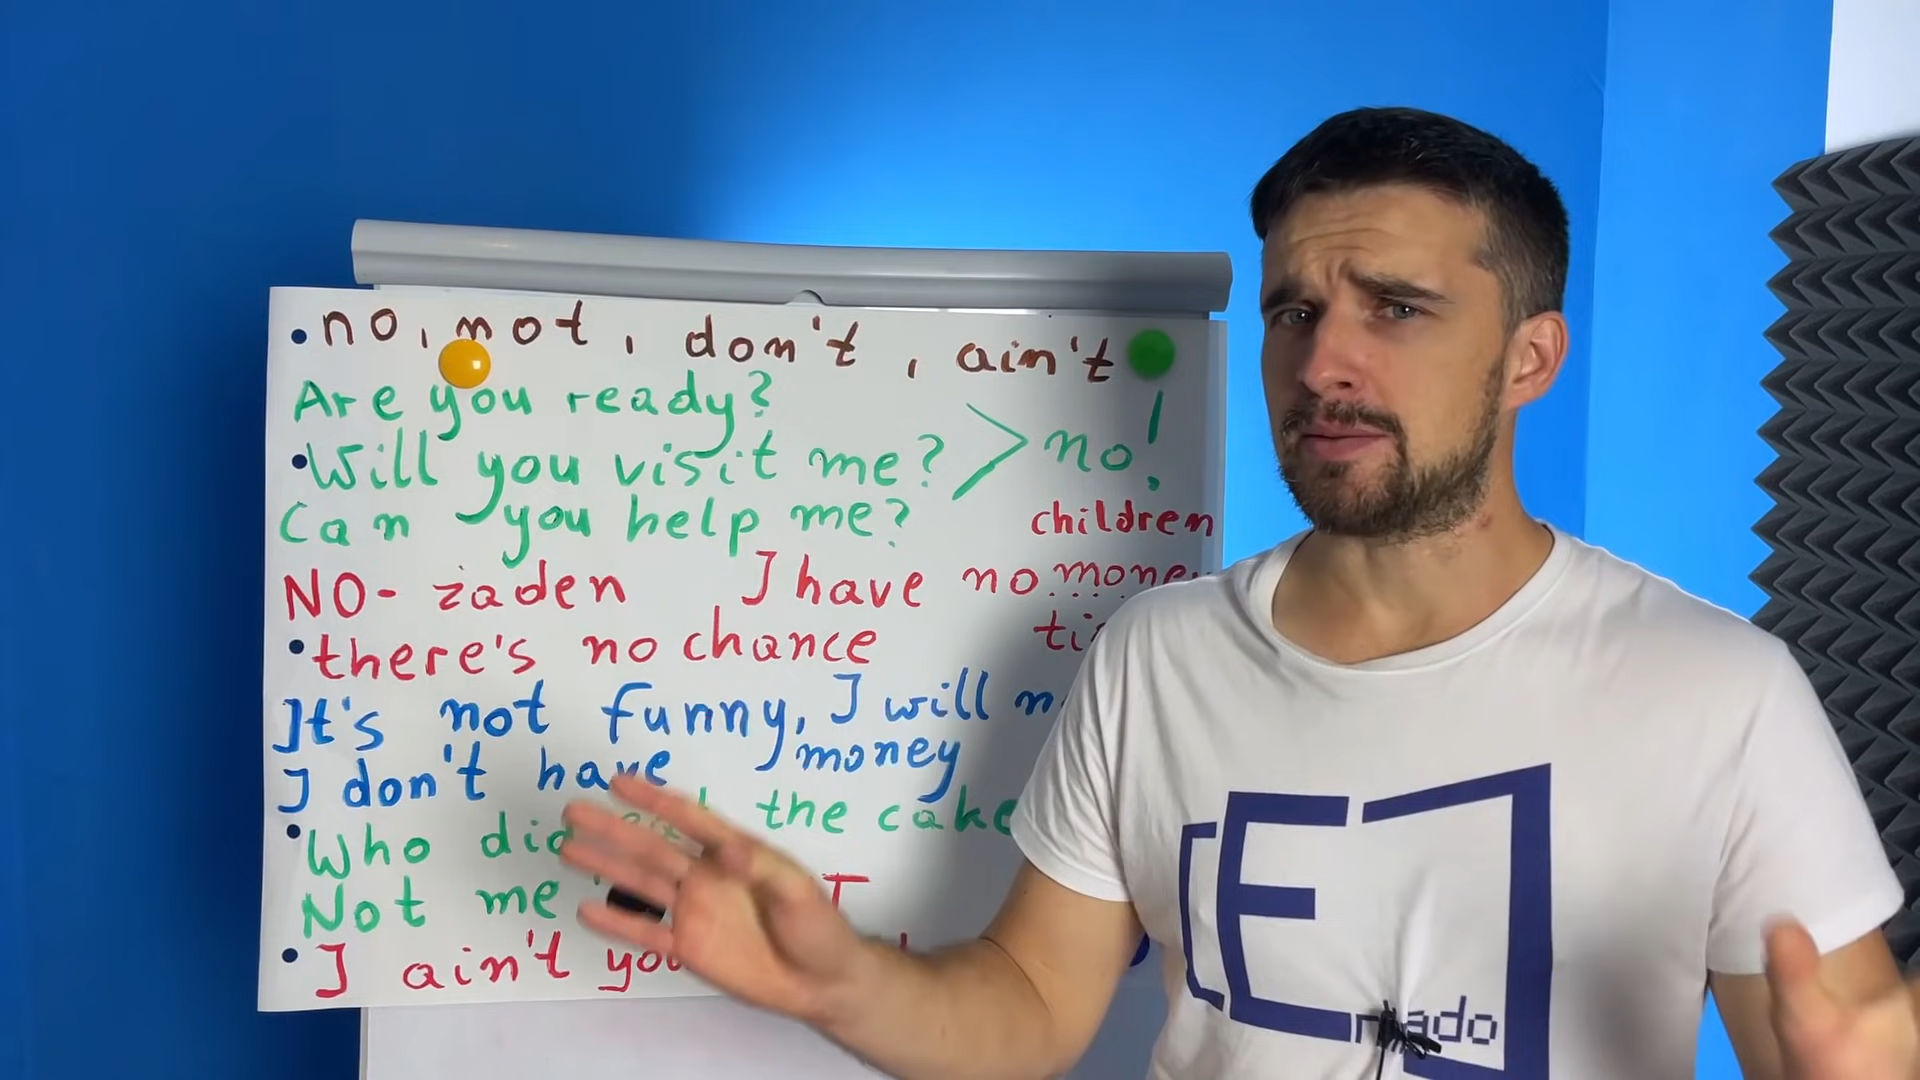 no, not, don't, ain't
Are you ready?
Will you visit me? > no!
Can you help me?
children
NO- żaden I have no money
there's no chance
It's not funny, I will
I don't have money
Who did the cake
Not me
I ain't
E